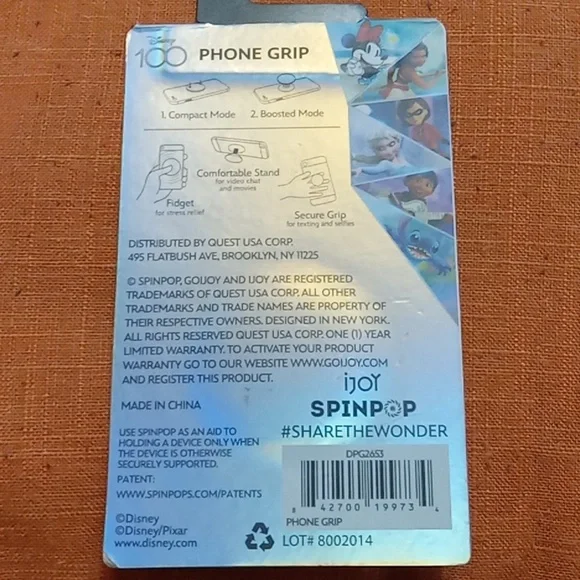 Disney
100 PHONE GRIP
1. Compact Mode 2. Boosted Mode
Comfortable Stand
for video chat
and movies
Fidget
for stress relief
Secure Grip
for texting and selfies
DISTRIBUTED BY QUEST USA CORP.
495 FLATBUSH AVE, BROOKLYN, NY 11225
© SPINPOP, GOIJOY AND IJOY ARE REGISTERED
TRADEMARKS OF QUEST USA CORP. ALL OTHER
TRADEMARKS AND TRADE NAMES ARE PROPERTY OF
THEIR RESPECTIVE OWNERS. DESIGNED IN NEW YORK.
ALL RIGHTS RESERVED QUEST USA CORP. ONE (1) YEAR
LIMITED WARRANTY. TO ACTIVATE YOUR PRODUCT
WARRANTY GO TO OUR WEBSITE WWW.GOIJOY.COM
AND REGISTER THIS PRODUCT.
iJOY
MADE IN CHINA
SPINPOP
#SHARETHEWONDER
USE SPINPOP AS AN AID TO
HOLDING A DEVICE ONLY WHEN
THE DEVICE IS OTHERWISE
SECURELY SUPPORTED.
PATENT:
WWW.SPINPOPS.COM/PATENTS
DPG2653
8 42700 19973 4
PHONE GRIP
LOT# 8002014
©Disney
©Disney/Pixar
www.disney.com